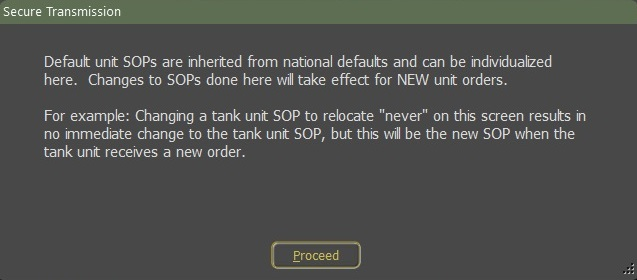 Secure Transmission
Default unit SOPs are inherited from national defaults and can be individualized
here.  Changes to SOPs done here will take effect for NEW unit orders.
For example: Changing a tank unit SOP to relocate "never" on this screen results in
no immediate change to the tank unit SOP, but this will be the new SOP when the
tank unit receives a new order.
Proceed